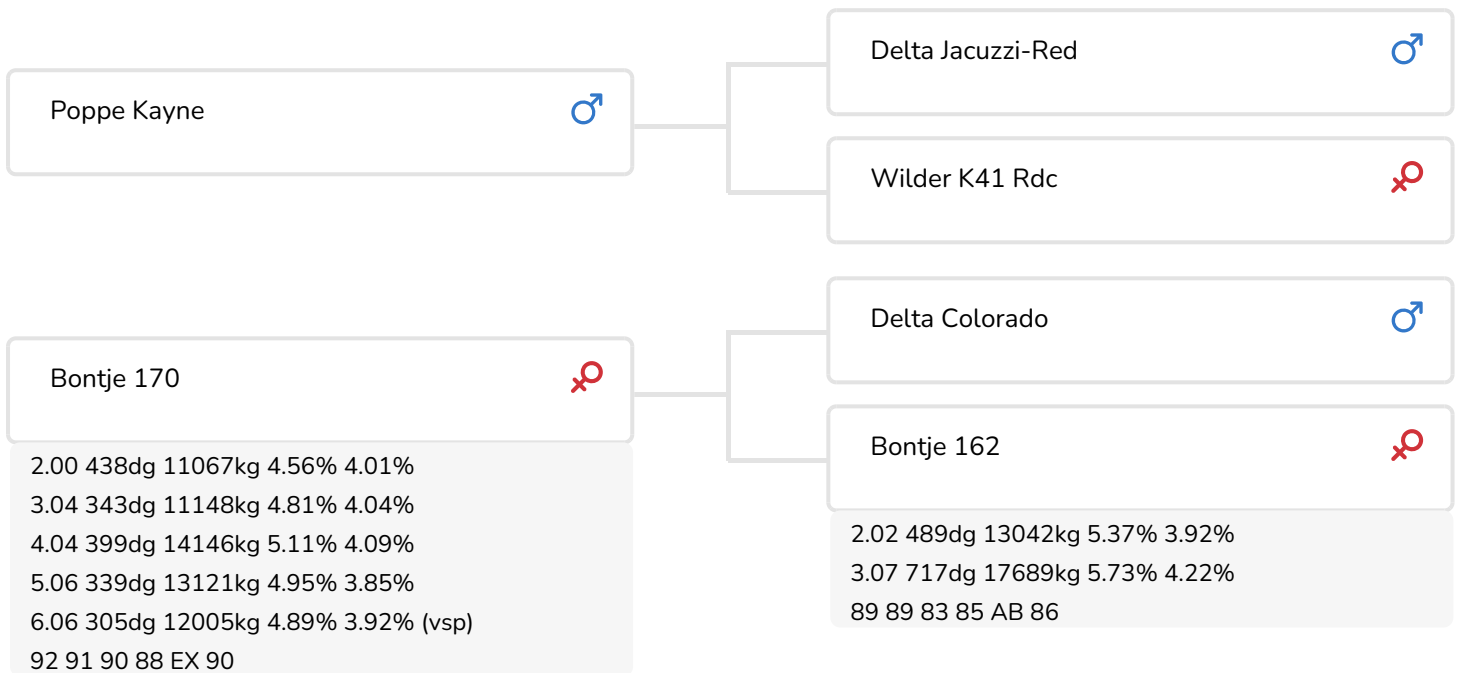 Poppe Kayne
Delta Jacuzzi-Red
Wilder K41 Rdc
Bontje 170
2.00 438dg 11067kg 4.56% 4.01%
3.04 343dg 11148kg 4.81% 4.04%
4.04 399dg 14146kg 5.11% 4.09%
5.06 339dg 13121kg 4.95% 3.85%
6.06 305dg 12005kg 4.89% 3.92% (vsp)
92 91 90 88 EX 90
Delta Colorado
Bontje 162
2.02 489dg 13042kg 5.37% 3.92%
3.07 717dg 17689kg 5.73% 4.22%
89 89 83 85 AB 86